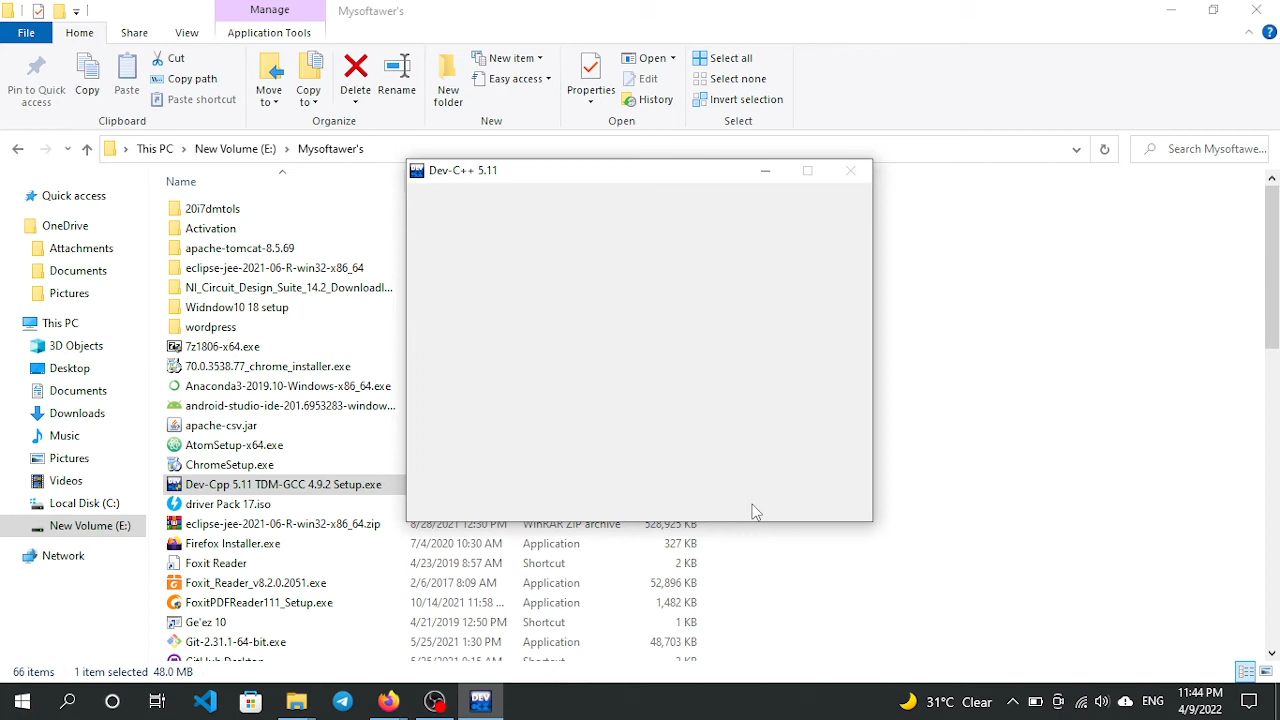 Manage
Mysoftawer's
File
Home
Share
View
Application Tools
Pin to Quick access
Copy
Paste
Cut
Copy path
Paste shortcut
Clipboard
Move to
Copy to
Delete
Rename
Organize
New folder
New item
Easy access
New
Properties
Open
Edit
History
Open
Select all
Select none
Invert selection
Select
This PC > New Volume (E:) > Mysoftawer's
Search Mysoftawe...
Name
Quick access
OneDrive
Attachments
Documents
Pictures
This PC
3D Objects
Desktop
Documents
Downloads
Music
Pictures
Videos
Local Disk (C:)
New Volume (E:)
Network
Dev-C++ 5.11
20i7dmtols
Activation
apache-tomcat-8.5.69
eclipse-jee-2021-06-R-win32-x86_64
NI_Circuit_Design_Suite_14.2_Downloadl...
Widndow10 18 setup
wordpress
7z1806-x64.exe
70.0.3538.77_chrome_installer.exe
Anaconda3-2019.10-Windows-x86_64.exe
android-studio-ide-201.6953283-window...
apache-csv.jar
AtomSetup-x64.exe
ChromeSetup.exe
Dev-Cpp 5.11 TDM-GCC 4.9.2 Setup.exe
driver Pack 17.iso
eclipse-jee-2021-06-R-win32-x86_64.zip 8/28/2021 12:30 PM WinRAR ZIP archive 528,925 KB
Firefox Installer.exe 7/4/2020 10:30 AM Application 327 KB
Foxit Reader 4/23/2019 8:57 AM Shortcut 2 KB
Foxit_Reader_v8.2.0.2051.exe 2/6/2017 8:09 AM Application 52,896 KB
FoxitPDFReader111_Setup.exe 10/14/2021 11:58 ... Application 1,482 KB
Ge'ez 10 4/21/2019 12:50 PM Shortcut 1 KB
Git-2.31.1-64-bit.exe 5/25/2021 1:30 PM Application 48,703 KB
66 items 1 item selected 48.0 MB
DEV
31°C Clear
ENG
:44 PM
4/9/2022